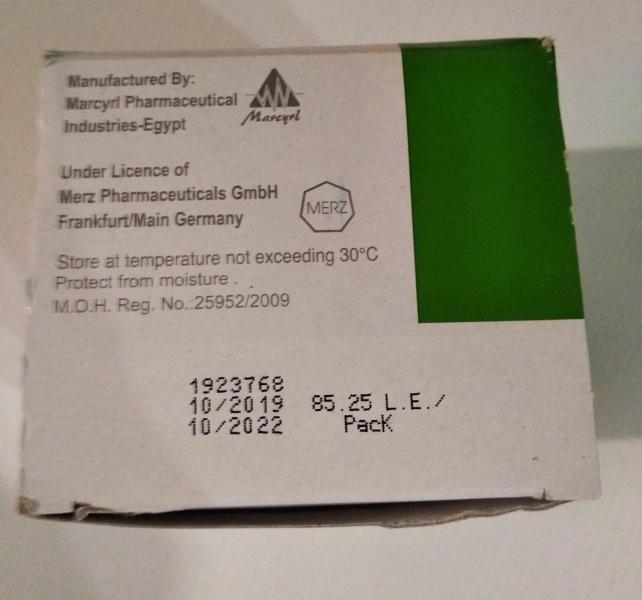 Manufactured By:
Marcyrl Pharmaceutical
Industries-Egypt
Marcyrl
Under Licence of
Merz Pharmaceuticals GmbH
Frankfurt/Main Germany
MERZ
Store at temperature not exceeding 30°C
Protect from moisture .
M.O.H. Reg. No.:25952/2009
1923768
10/2019 85.25 L.E./
10/2022 PacK